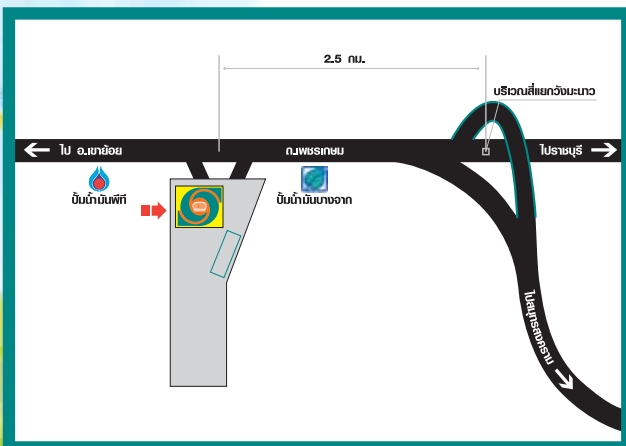 2.5 กม.
บริเวณสี่แยกวังมะนาว
ไป อ.เขาย้อย
ถ.เพชรเกษม
ไปราชบุรี
ปั๊มน้ำมันพีที
ปั๊มน้ำมันบางจาก
ไปสมุทรสงคราม